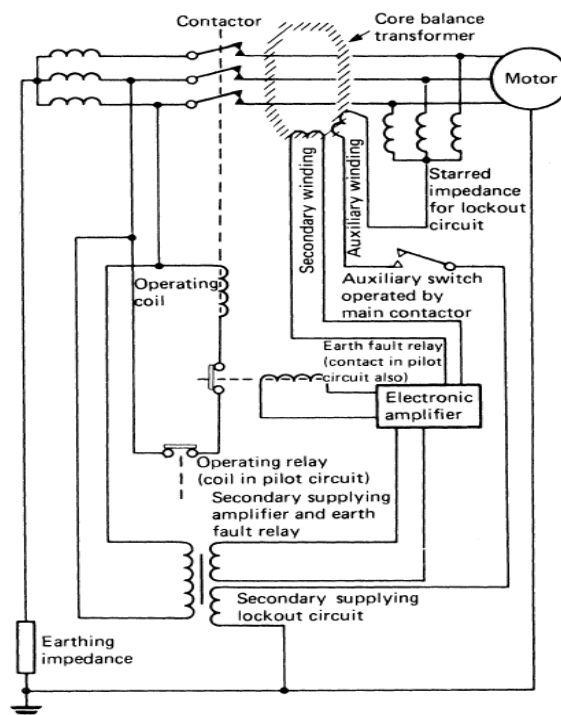 Contactor
Core balance
transformer
Motor
Secondary winding
Auxiliary winding
Starred
impedance
for lockout
circuit
Operating
coil
Auxiliary switch
operated by
main contactor
Earth fault relay
(contact in pilot
circuit also)
Electronic
amplifier
Operating relay
(coil in pilot circuit)
Secondary supplying
amplifier and earth
fault relay
Secondary supplying
lockout circuit
Earthing
impedance